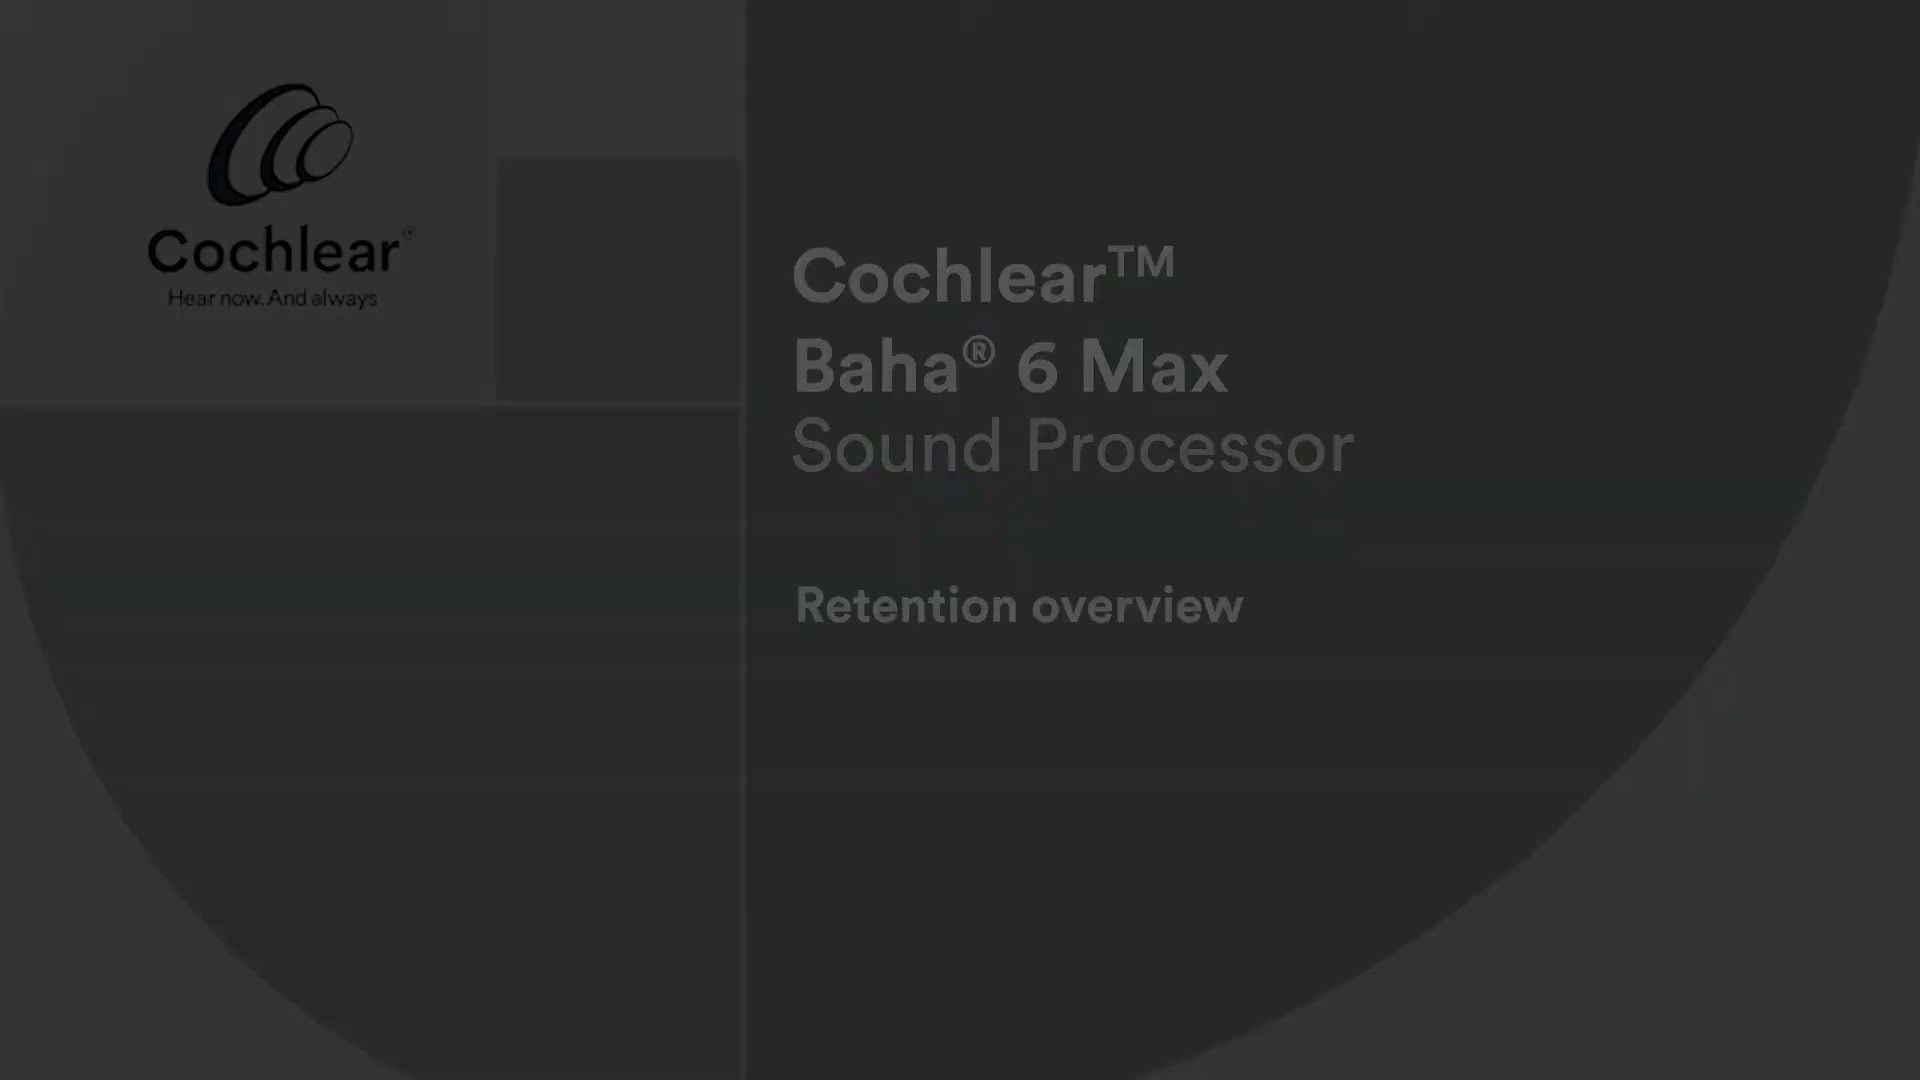 Cochlear®
Hear now. And always
Cochlear™
Baha® 6 Max
Sound Processor
Retention overview